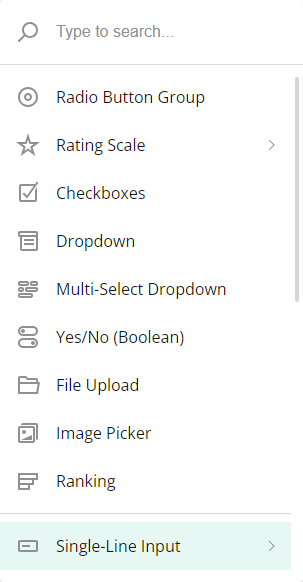 Type to search...
Radio Button Group
Rating Scale
Checkboxes
Dropdown
Multi-Select Dropdown
Yes/No (Boolean)
File Upload
Image Picker
Ranking
Single-Line Input